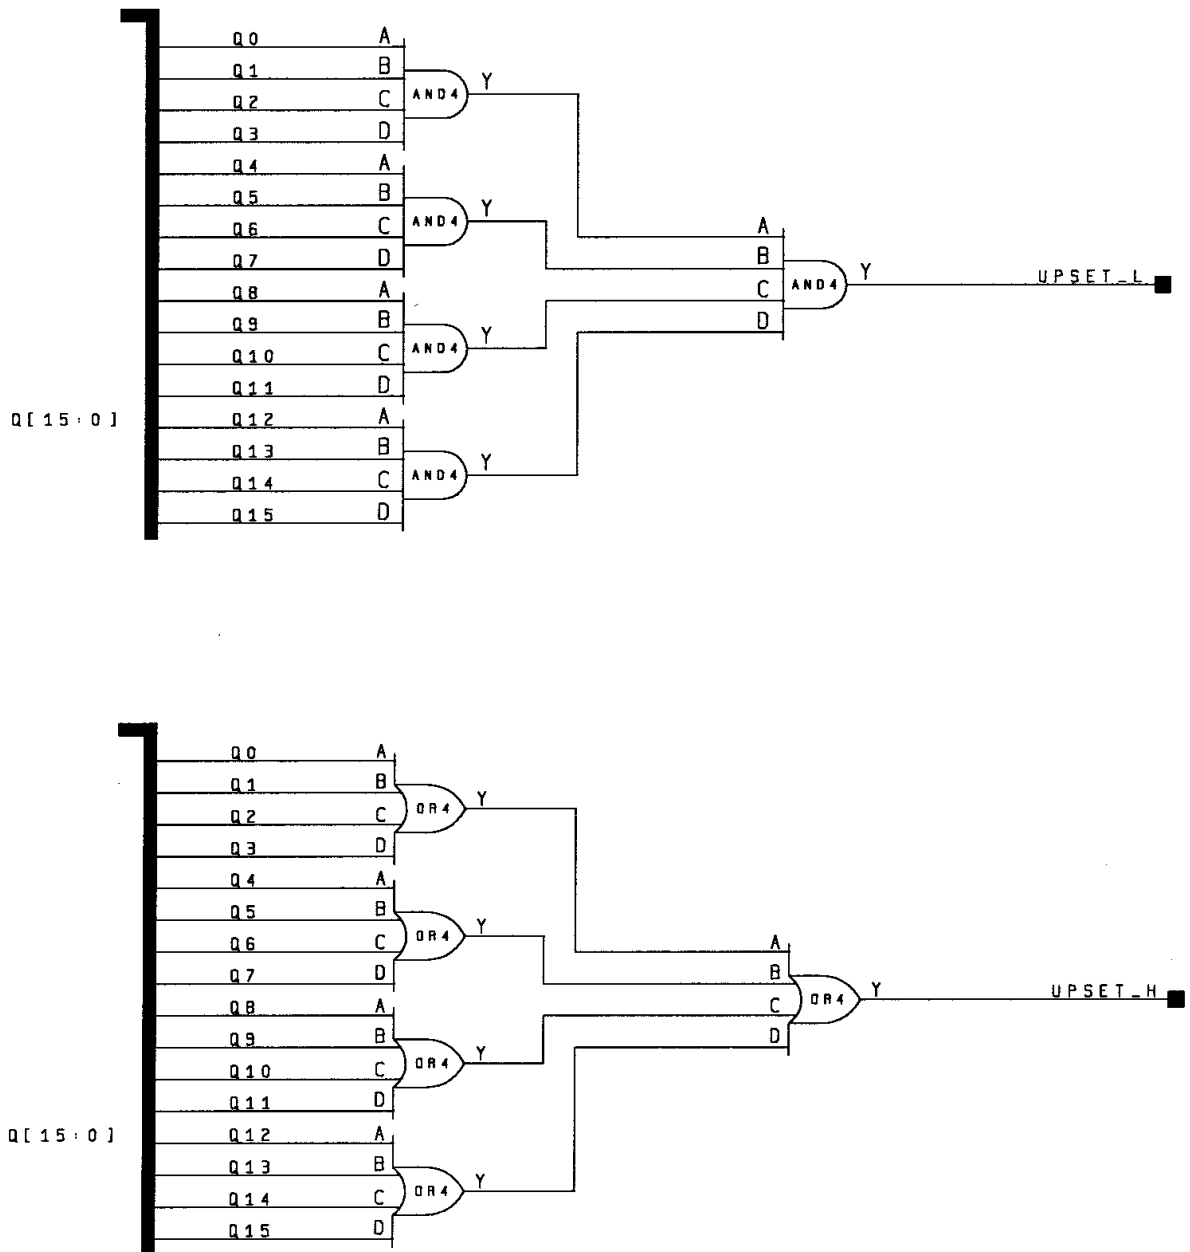 Q0 A
Q1 B
AND4 Y
Q2 C
Q3 D
Q4 A
Q5 B
AND4 Y
Q6 C
Q7 D
Q8 A
Q9 B
AND4 Y
Q10 C
Q11 D
Q[15:0]
Q12 A
Q13 B
AND4 Y
Q14 C
Q15 D
A
B
C
D
AND4 Y
UPSET_L
Q0 A
Q1 B
OR4 Y
Q2 C
Q3 D
Q4 A
Q5 B
OR4 Y
Q6 C
Q7 D
Q8 A
Q9 B
OR4 Y
Q10 C
Q11 D
Q[15:0]
Q12 A
Q13 B
OR4 Y
Q14 C
Q15 D
A
B
C
D
OR4 Y
UPSET_H